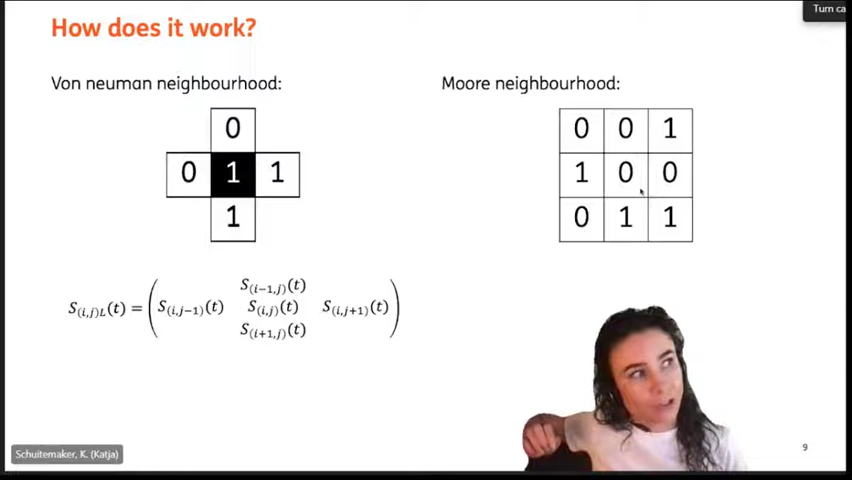 Turn ca
How does it work?
Von neuman neighbourhood:
0
0 1 1
1
S(i,j)L(t) = ( S(i,j−1)(t) S(i−1,j)(t) S(i,j)(t) S(i+1,j)(t) S(i,j+1)(t) )
Moore neighbourhood:
0 0 1
1 0 0
0 1 1
Schuitemaker, K. (Katja)
9